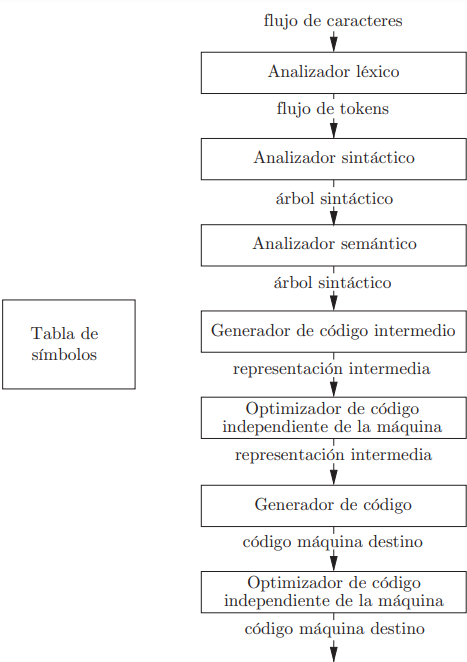 flujo de caracteres
Analizador léxico
flujo de tokens
Analizador sintáctico
árbol sintáctico
Analizador semántico
árbol sintáctico
Tabla de
símbolos
Generador de código intermedio
representación intermedia
Optimizador de código
independiente de la máquina
representación intermedia
Generador de código
código máquina destino
Optimizador de código
independiente de la máquina
código máquina destino